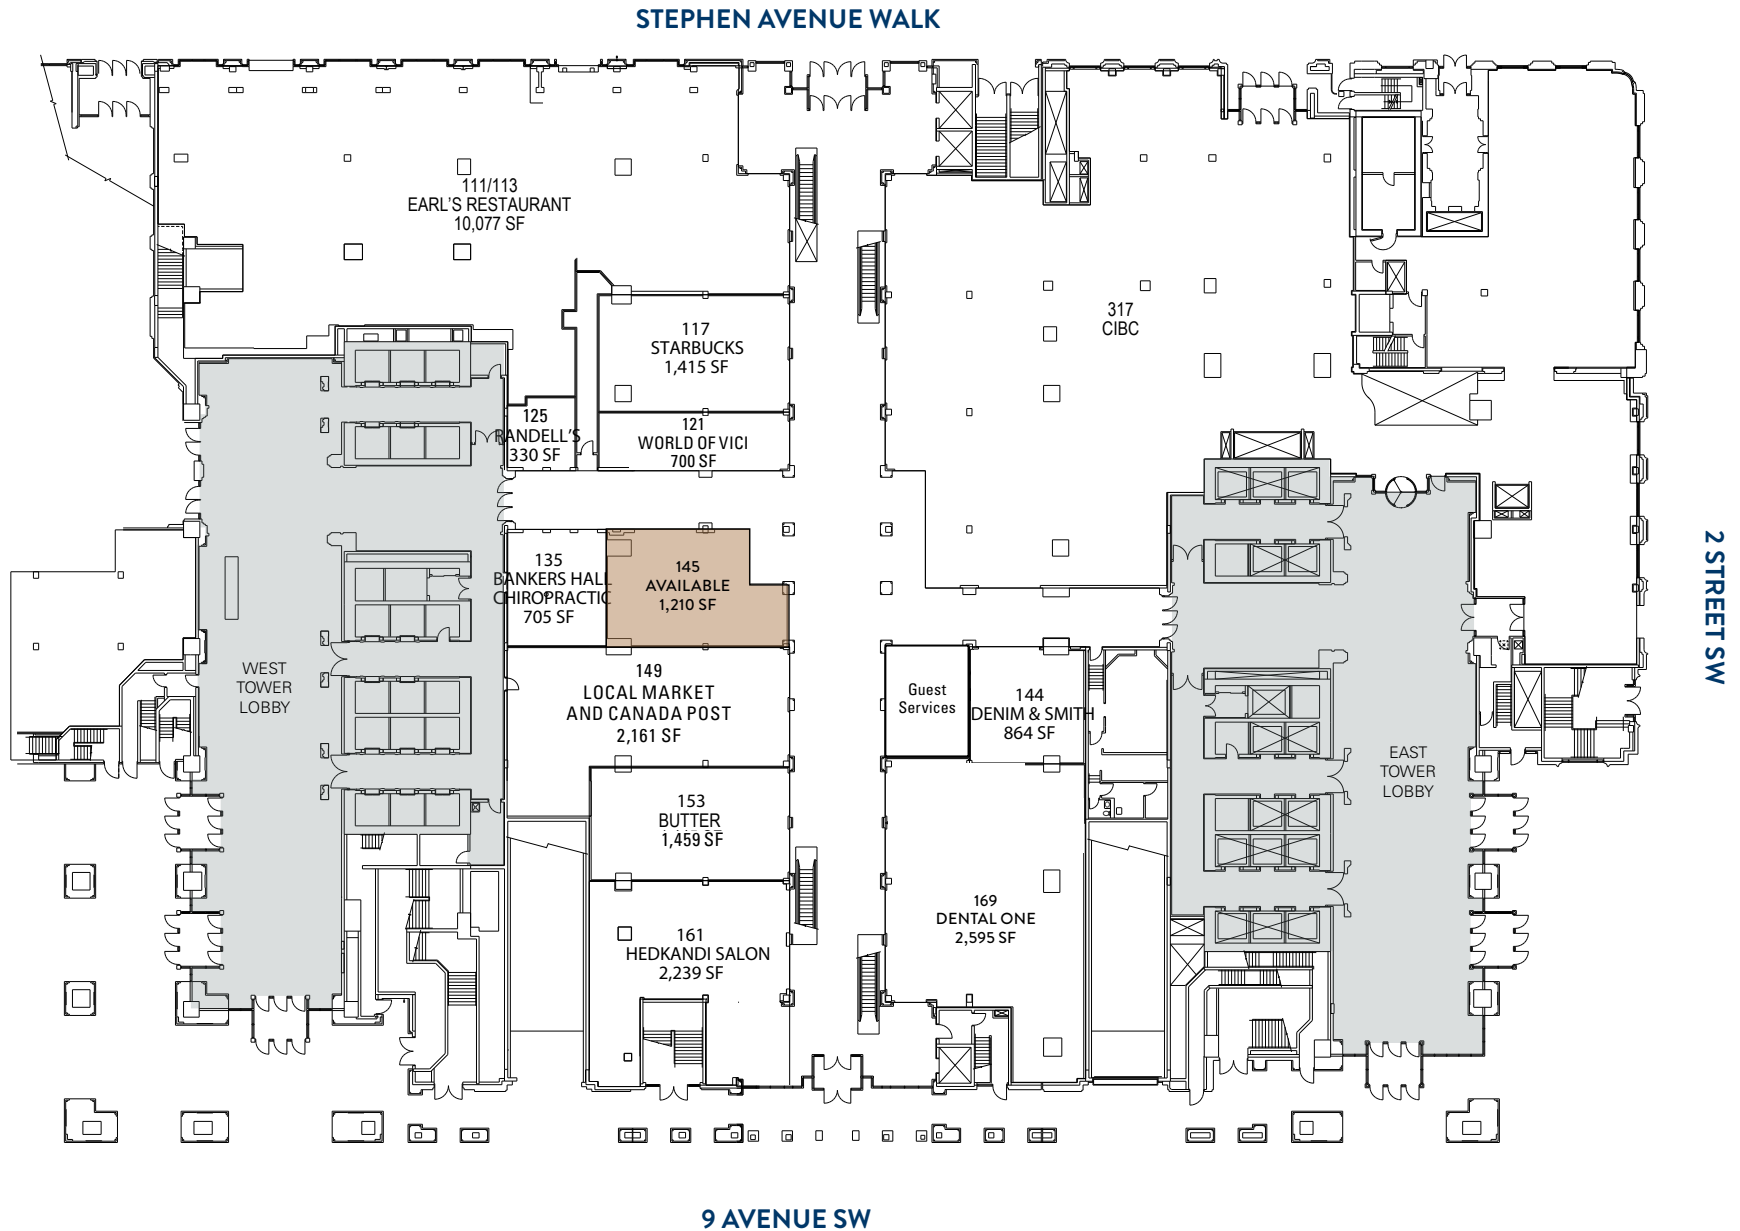 STEPHEN AVENUE WALK
111/113
EARL'S RESTAURANT
10,077 SF
317
CIBC
117
STARBUCKS
1,415 SF
125
RANDELL'S
330 SF
121
WORLD OF VICI
700 SF
135
BANKERS HALL
CHIROPRACTIC
705 SF
145
AVAILABLE
1,210 SF
2 STREET SW
WEST
TOWER
LOBBY
149
LOCAL MARKET
AND CANADA POST
2,161 SF
Guest
Services
144
DENIM & SMITH
864 SF
EAST
TOWER
LOBBY
153
BUTTER
1,459 SF
169
DENTAL ONE
2,595 SF
161
HEDKANDI SALON
2,239 SF
9 AVENUE SW